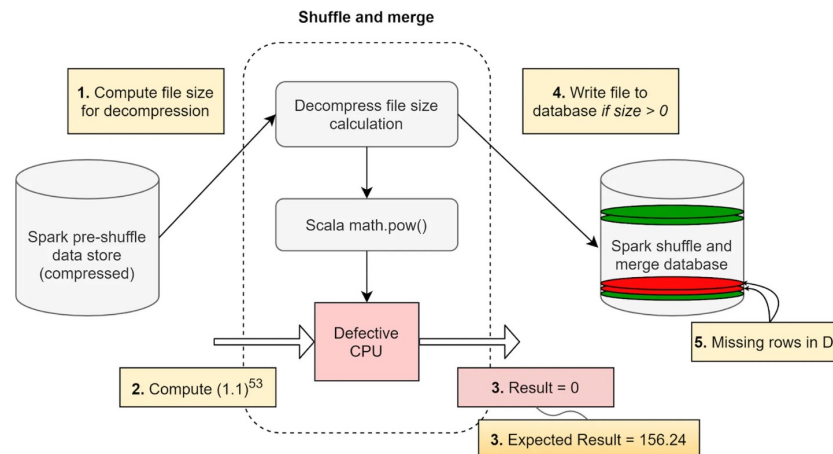 Shuffle and merge
1. Compute file size
for decompression
Decompress file size
calculation
4. Write file to
database if size > 0
Spark pre-shuffle
data store
(compressed)
Scala math.pow()
Spark shuffle and
merge database
Defective
CPU
5. Missing rows in D
2. Compute (1.1)⁵³
3. Result = 0
3. Expected Result = 156.24